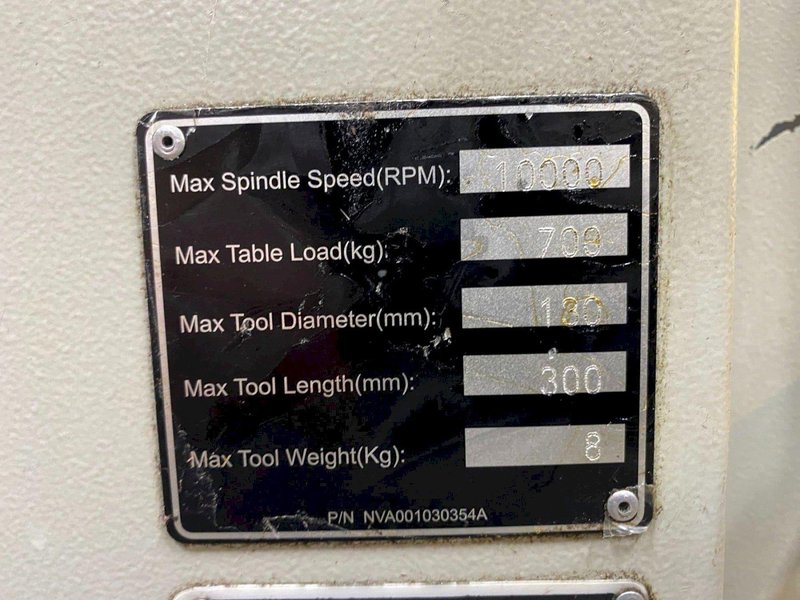 Max Spindle Speed(RPM): 10000
Max Table Load(kg): 700
Max Tool Diameter(mm):
Max Tool Length(mm): 300
Max Tool Weight(Kg): 8
P/N NVA001030354A